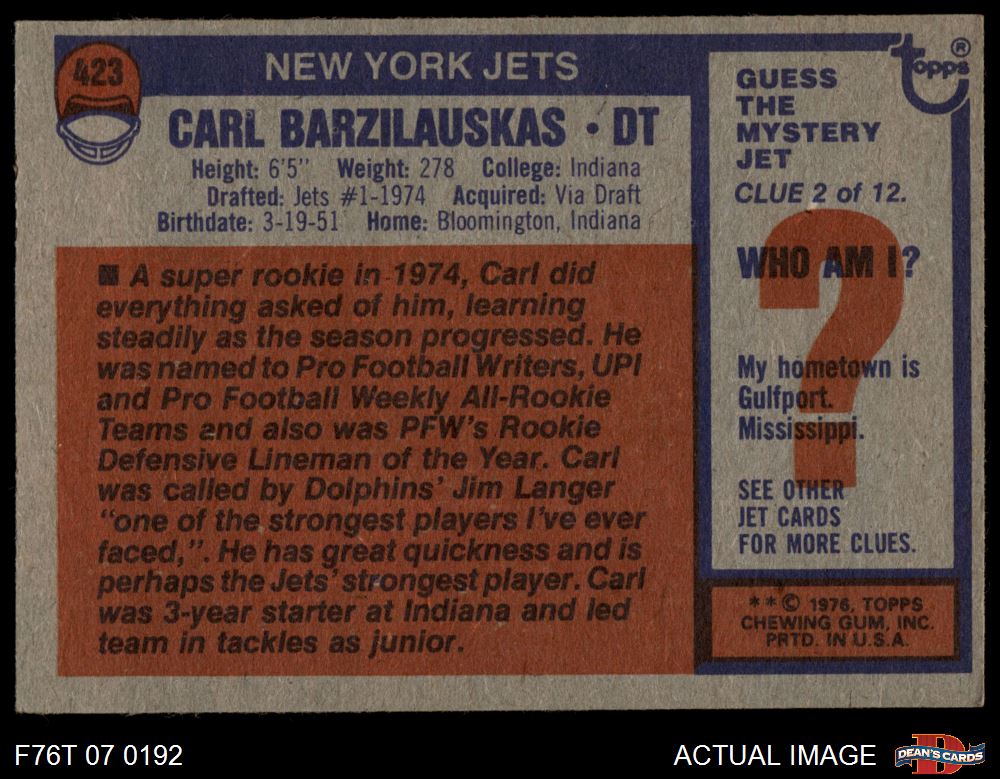 423
NEW YORK JETS
CARL BARZILAUSKAS • DT
Height: 6'5" Weight: 278 College: Indiana
Drafted: Jets #1-1974 Acquired: Via Draft
Birthdate: 3-19-51 Home: Bloomington, Indiana
■ A super rookie in 1974, Carl did
everything asked of him, learning
steadily as the season progressed. He
was named to Pro Football Writers, UPI
and Pro Football Weekly All-Rookie
Teams and also was PFW's Rookie
Defensive Lineman of the Year. Carl
was called by Dolphins' Jim Langer
"one of the strongest players I've ever
faced,". He has great quickness and is
perhaps the Jets' strongest player. Carl
was 3-year starter at Indiana and led
team in tackles as junior.
topps ®
GUESS
THE
MYSTERY
JET
CLUE 2 of 12.
?
WHO AM I?
My hometown is
Gulfport.
Mississippi.
SEE OTHER
JET CARDS
FOR MORE CLUES.
* * © 1976, TOPPS
CHEWING GUM, INC.
PRTD. IN U.S.A.
F76T 07 0192
ACTUAL IMAGE
D
DEAN'S CARDS